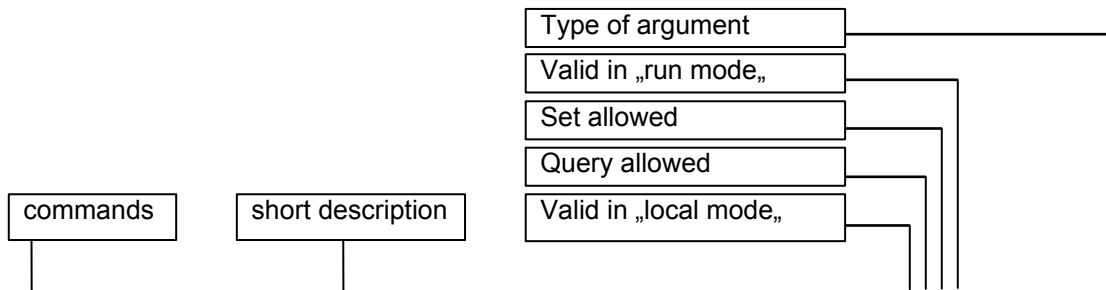 Type of argument
Valid in „run mode„
Set allowed
Query allowed
commands
short description
Valid in „local mode„